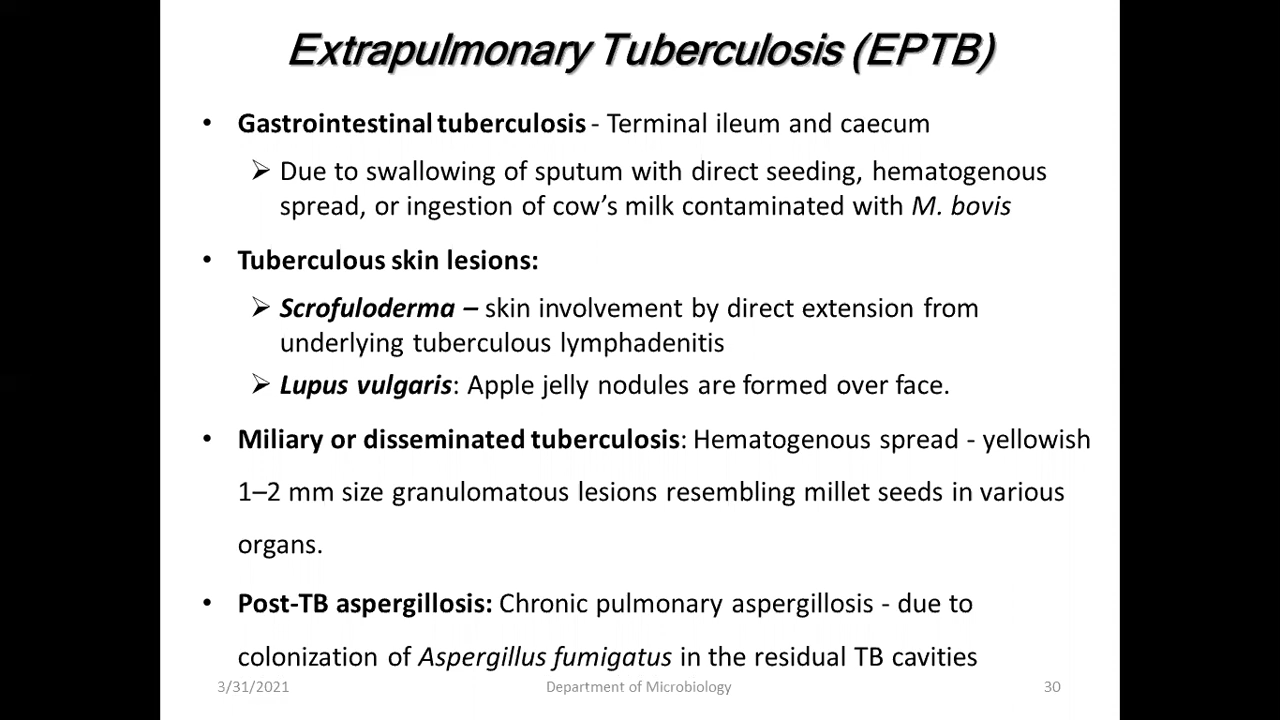 Extrapulmonary Tuberculosis (EPTB)
• Gastrointestinal tuberculosis - Terminal ileum and caecum
➢ Due to swallowing of sputum with direct seeding, hematogenous
spread, or ingestion of cow’s milk contaminated with M. bovis
• Tuberculous skin lesions:
➢ Scrofuloderma – skin involvement by direct extension from
underlying tuberculous lymphadenitis
➢ Lupus vulgaris: Apple jelly nodules are formed over face.
• Miliary or disseminated tuberculosis: Hematogenous spread - yellowish
1–2 mm size granulomatous lesions resembling millet seeds in various
organs.
• Post-TB aspergillosis: Chronic pulmonary aspergillosis - due to
colonization of Aspergillus fumigatus in the residual TB cavities
3/31/2021 Department of Microbiology 30